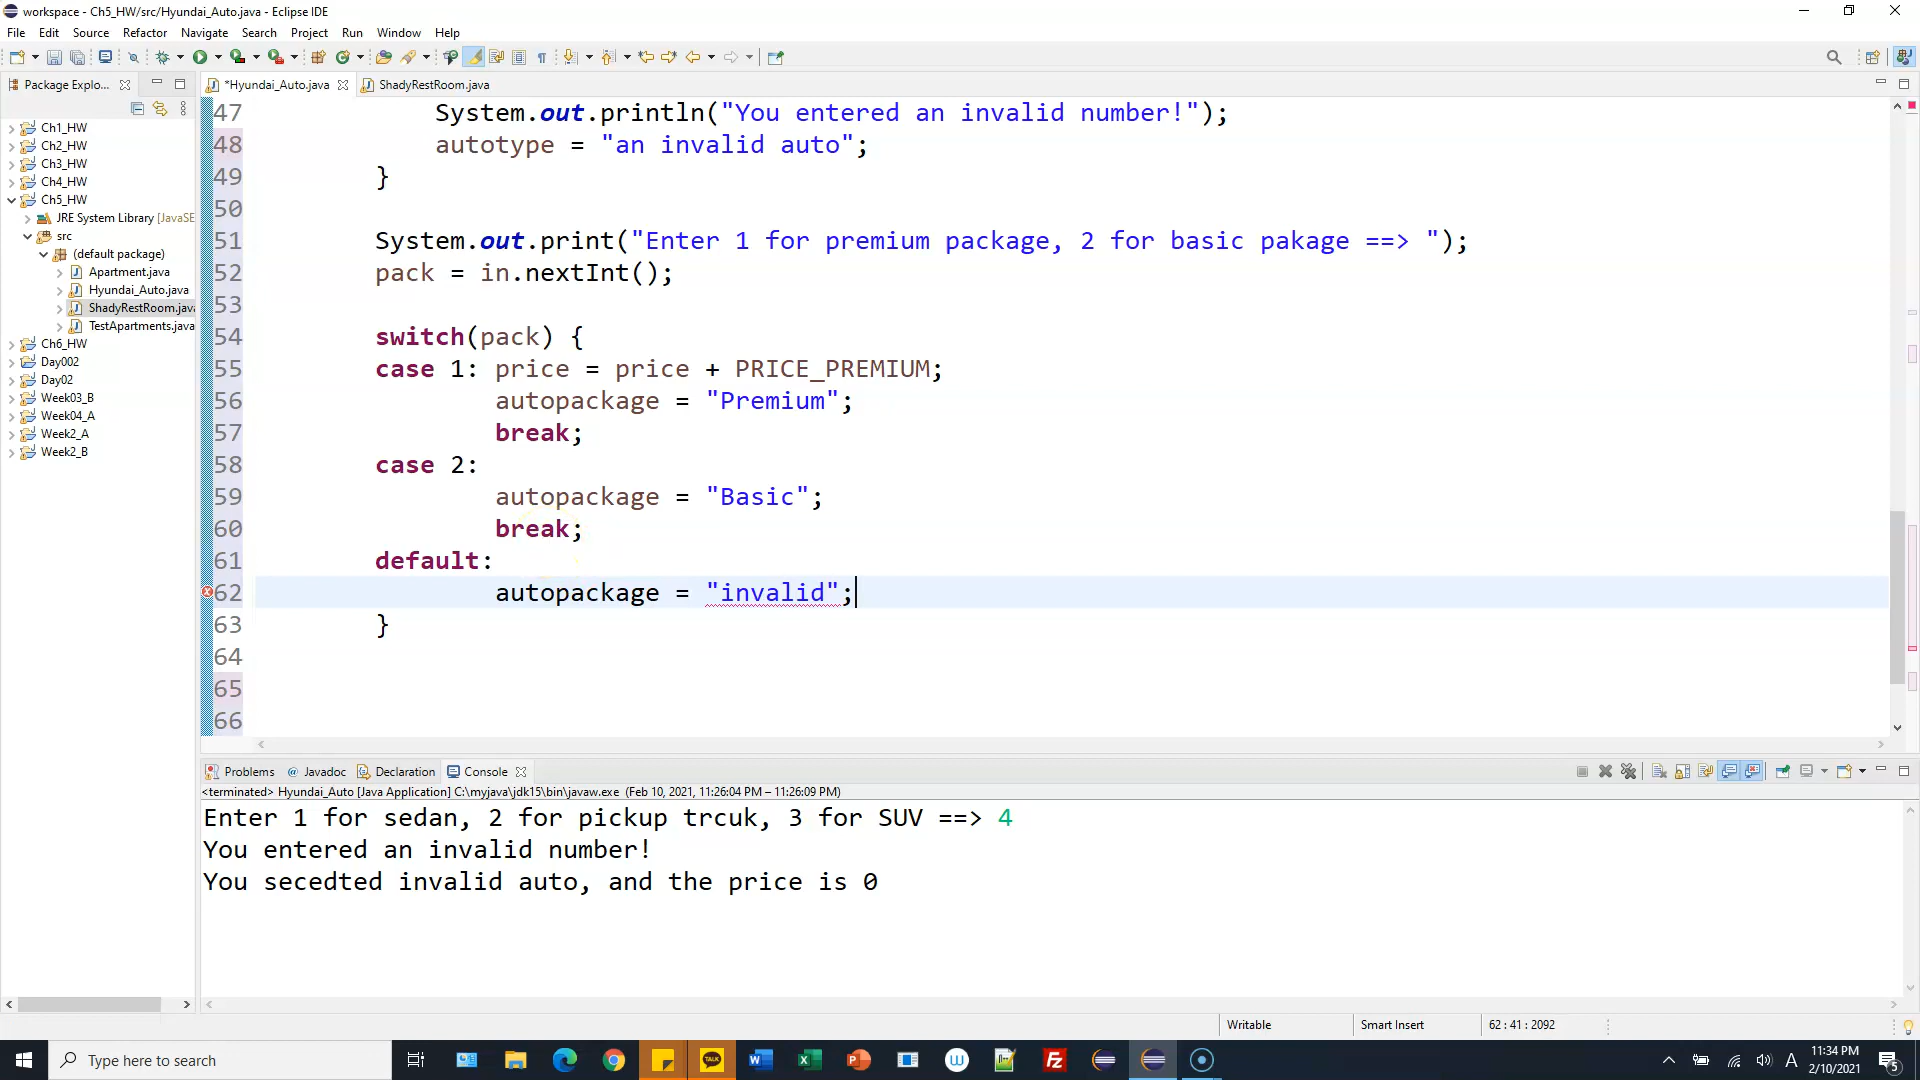 workspace - Ch5_HW/src/Hyundai_Auto.java - Eclipse IDE
File Edit Source Refactor Navigate Search Project Run Window Help
Package Explo...
*Hyundai_Auto.java
ShadyRestRoom.java
Ch1_HW
Ch2_HW
Ch3_HW
Ch4_HW
Ch5_HW
JRE System Library [JavaSE
src
(default package)
Apartment.java
Hyundai_Auto.java
ShadyRestRoom.java
TestApartments.java
Ch6_HW
Day002
Day02
Week03_B
Week04_A
Week2_A
Week2_B
47 System.out.println("You entered an invalid number!");
48 autotype = "an invalid auto";
49 }
50
51 System.out.print("Enter 1 for premium package, 2 for basic pakage ==> ");
52 pack = in.nextInt();
53
54 switch(pack) {
55 case 1: price = price + PRICE_PREMIUM;
56 autopackage = "Premium";
57 break;
58 case 2:
59 autopackage = "Basic";
60 break;
61 default:
62 autopackage = "invalid";
63 }
64
65
66
Problems @ Javadoc Declaration Console
<terminated> Hyundai_Auto [Java Application] C:\myjava\jdk15\bin\javaw.exe (Feb 10, 2021, 11:26:04 PM – 11:26:09 PM)
Enter 1 for sedan, 2 for pickup trcuk, 3 for SUV ==> 4
You entered an invalid number!
You secedted invalid auto, and the price is 0
Writable Smart Insert 62 : 41 : 2092
Type here to search
TALK
A
11:34 PM
2/10/2021
5